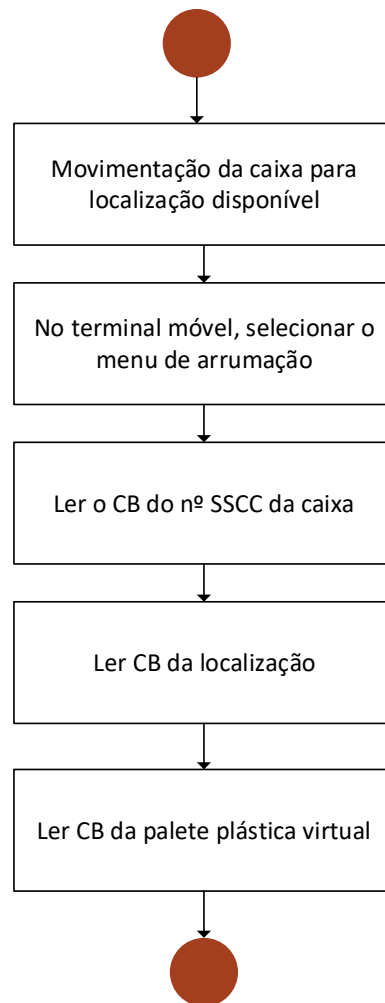 Movimentação da caixa para
localização disponível
No terminal móvel, selecionar o
menu de arrumação
Ler o CB do nº SSCC da caixa
Ler CB da localização
Ler CB da palete plástica virtual